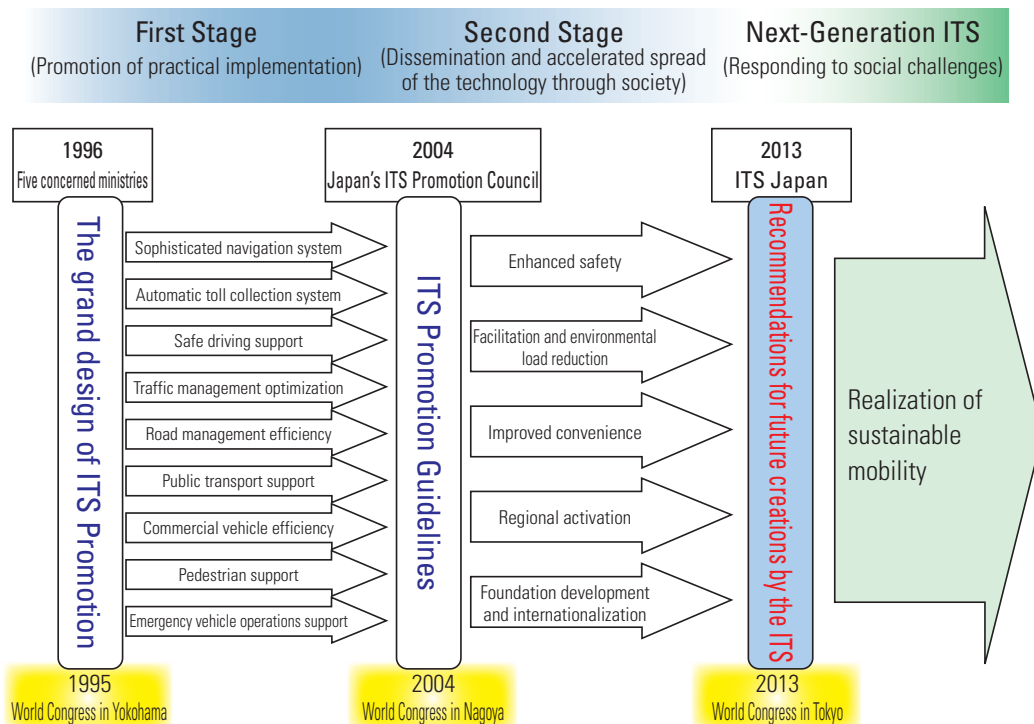 First Stage
(Promotion of practical implementation)
Second Stage
(Dissemination and accelerated spread
of the technology through society)
Next-Generation ITS
(Responding to social challenges)
1996
Five concerned ministries
2004
Japan's ITS Promotion Council
2013
ITS Japan
The grand design of ITS Promotion
Sophisticated navigation system
Automatic toll collection system
Safe driving support
Traffic management optimization
Road management efficiency
Public transport support
Commercial vehicle efficiency
Pedestrian support
Emergency vehicle operations support
ITS Promotion Guidelines
Enhanced safety
Facilitation and environmental
load reduction
Improved convenience
Regional activation
Foundation development
and internationalization
Recommendations for future creations by the ITS
Realization of
sustainable
mobility
1995
World Congress in Yokohama
2004
World Congress in Nagoya
2013
World Congress in Tokyo